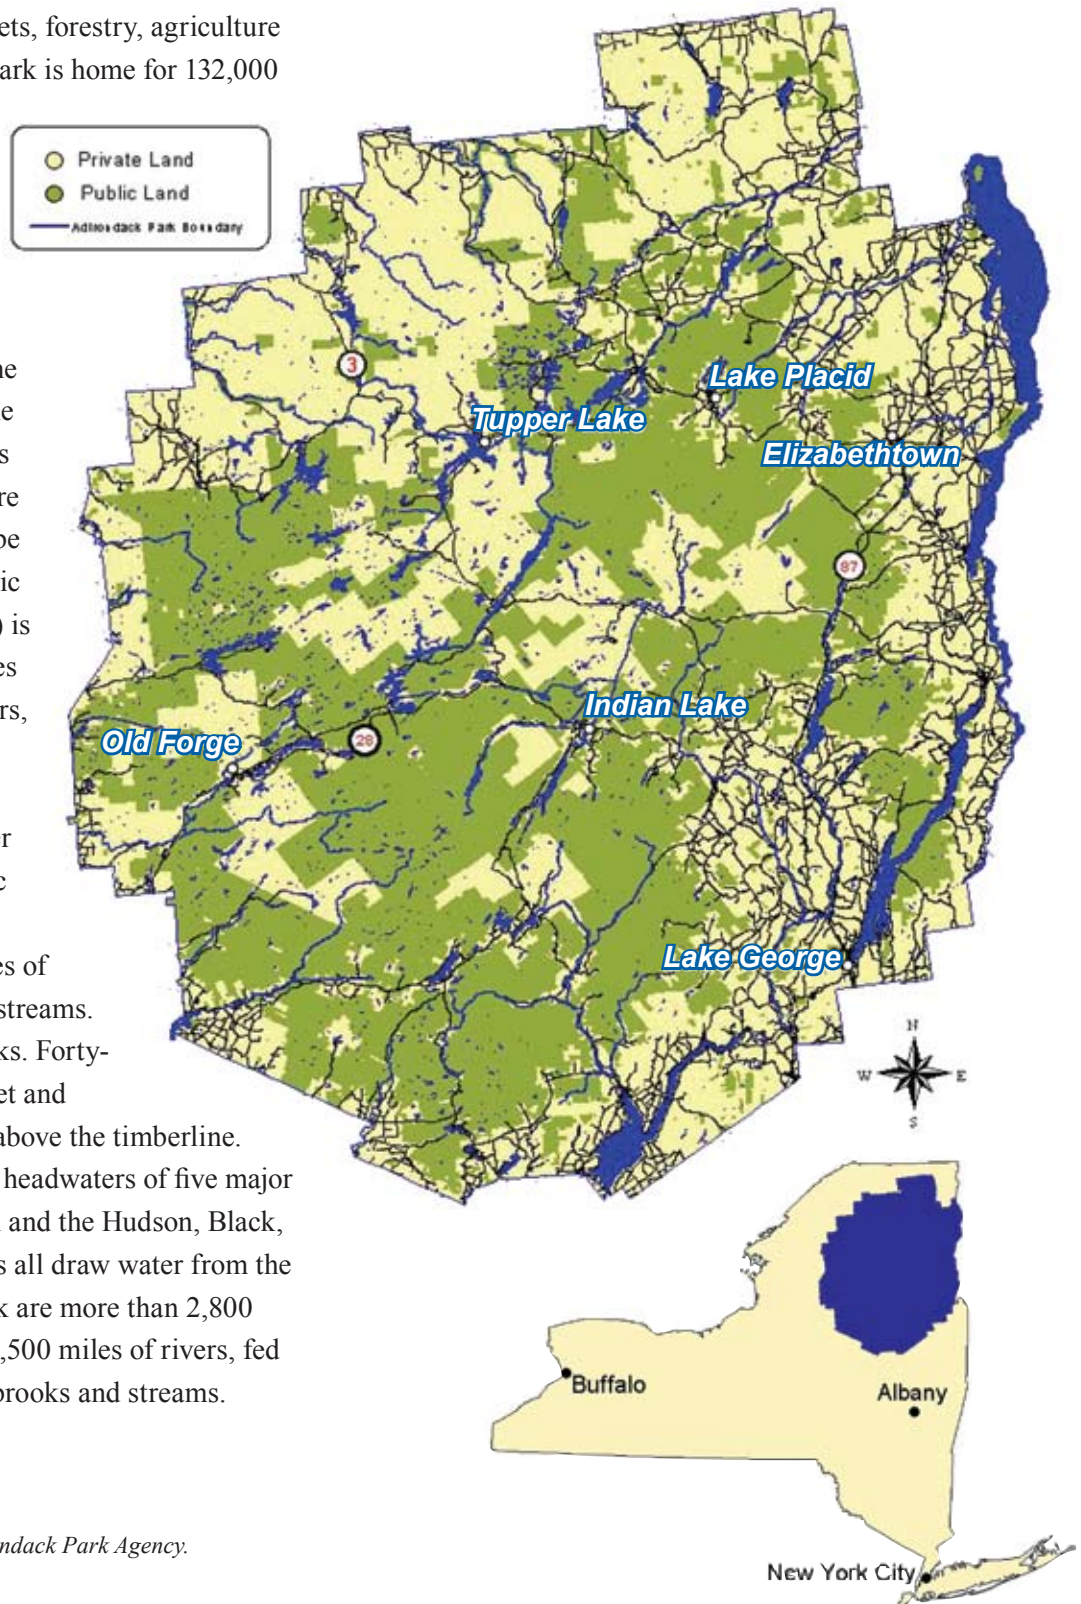 ets, forestry, agriculture
ark is home for 132,000
Private Land
Public Land
Adirondack Park Boundary
ne
le
s
re
be
ic
) is
es
rs,
er
c
es of
streams.
ks. Forty-
et and
above the timberline.
headwaters of five major
and the Hudson, Black,
s all draw water from the
k are more than 2,800
,500 miles of rivers, fed
brooks and streams.
ndack Park Agency.
3
Lake Placid
Tupper Lake
Elizabethtown
87
Indian Lake
Old Forge
28
Lake George
N
W E
S
Buffalo
Albany
New York City